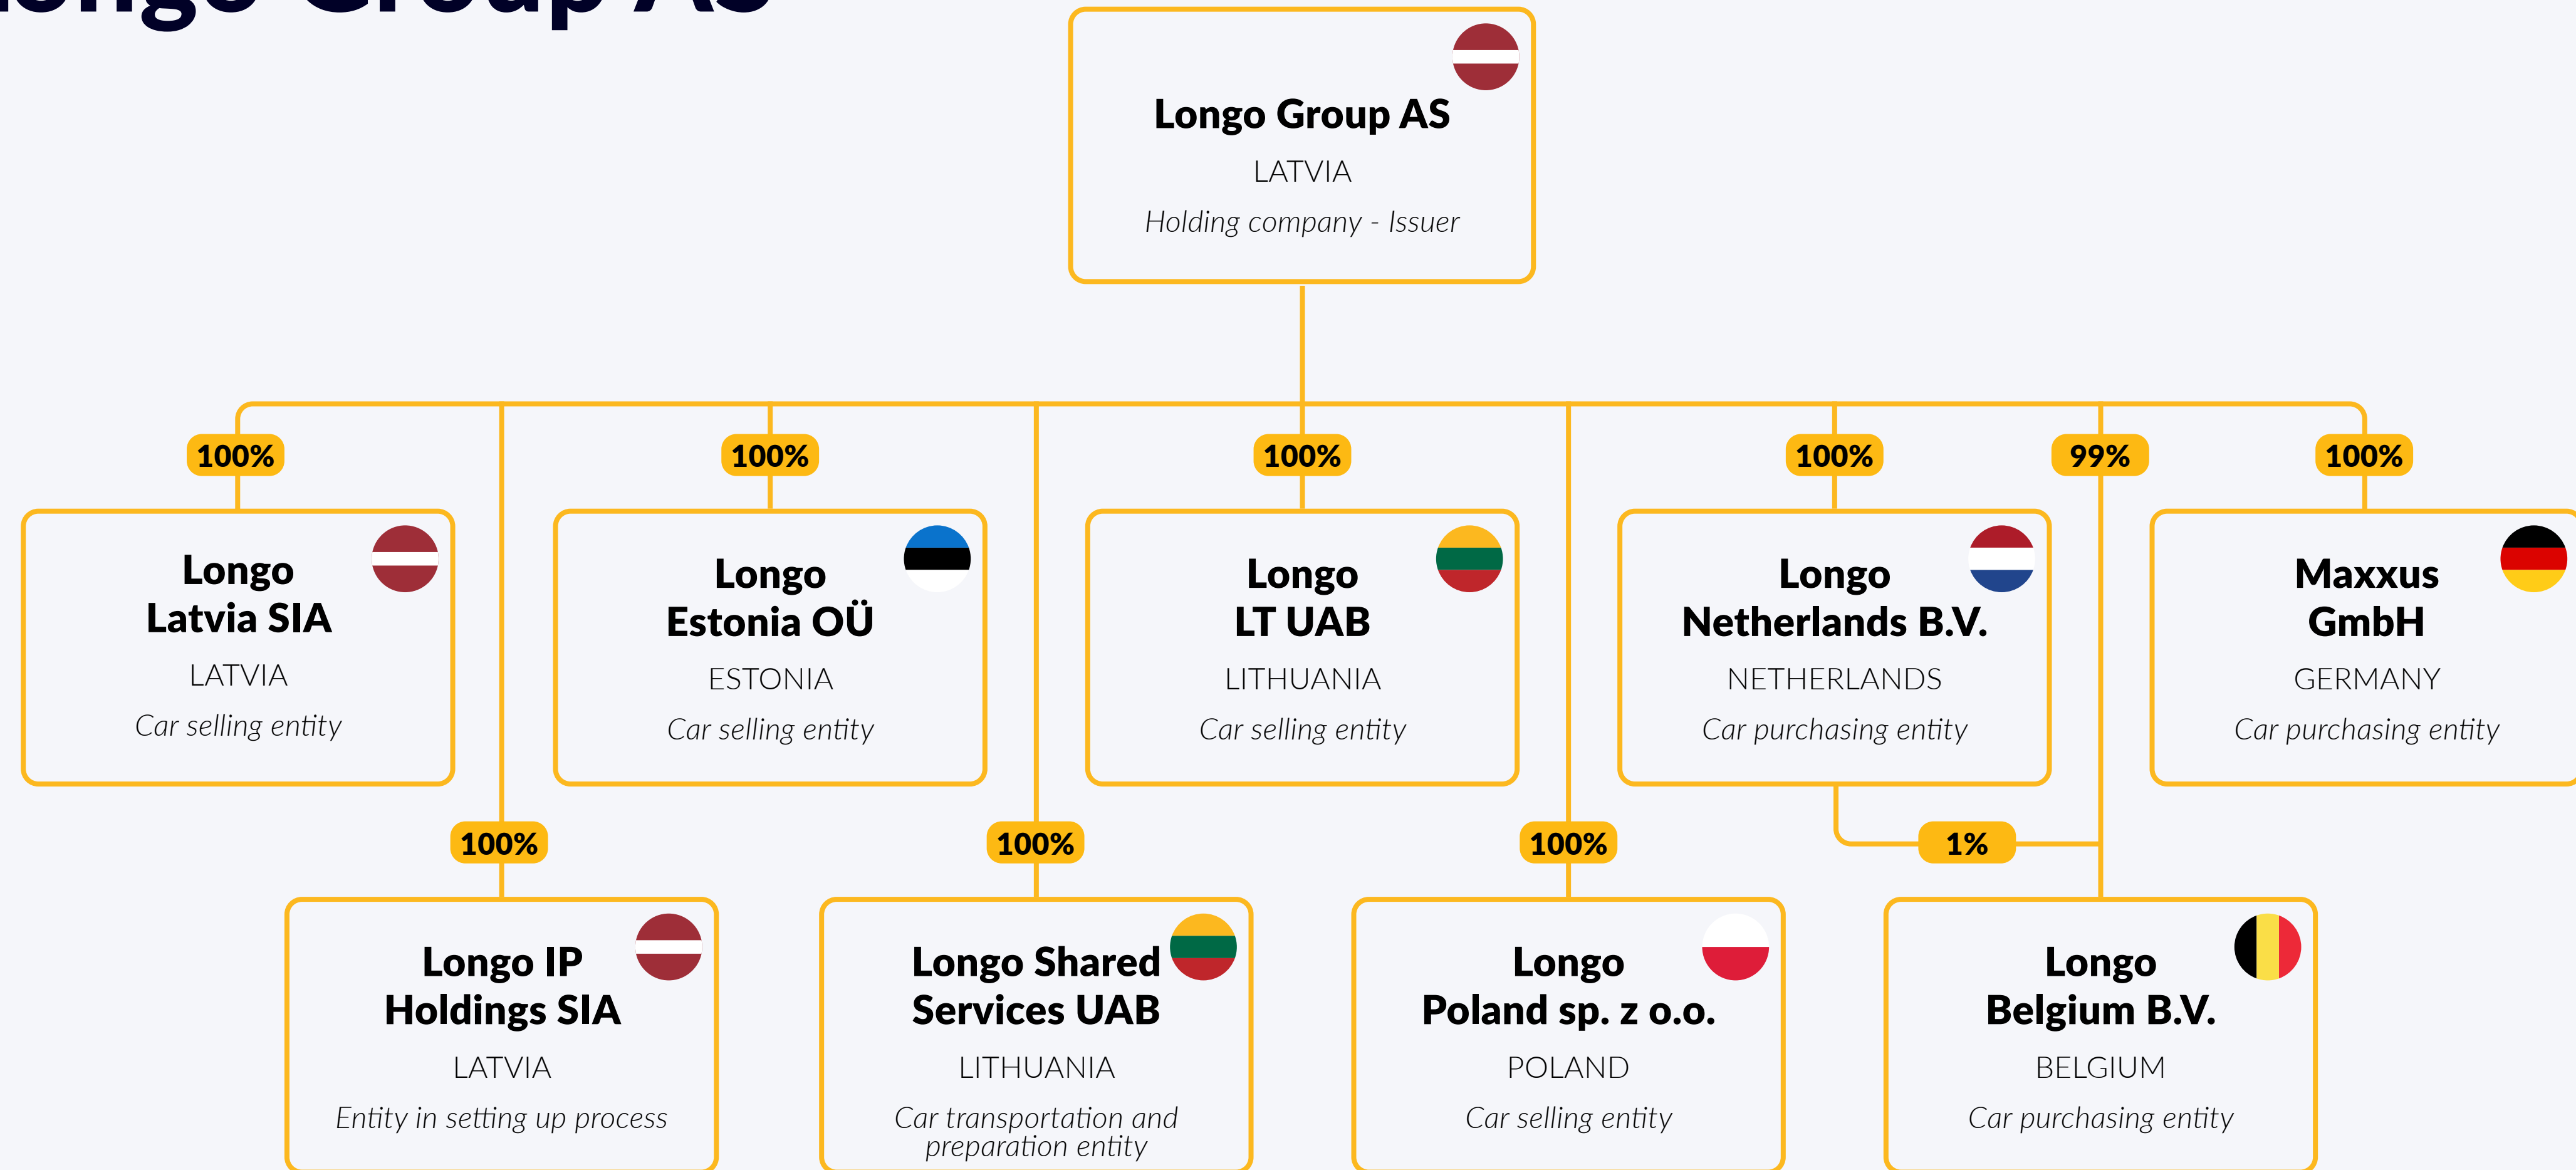 Longo Group AS
Longo Group AS
LATVIA
Holding company - Issuer
100%
100%
100%
100%
99%
100%
Longo
Latvia SIA
LATVIA
Car selling entity
Longo
Estonia OÜ
ESTONIA
Car selling entity
Longo
LT UAB
LITHUANIA
Car selling entity
Longo
Netherlands B.V.
NETHERLANDS
Car purchasing entity
Maxxus
GmbH
GERMANY
Car purchasing entity
100%
100%
100%
1%
Longo IP
Holdings SIA
LATVIA
Entity in setting up process
Longo Shared
Services UAB
LITHUANIA
Car transportation and
preparation entity
Longo
Poland sp. z o.o.
POLAND
Car selling entity
Longo
Belgium B.V.
BELGIUM
Car purchasing entity